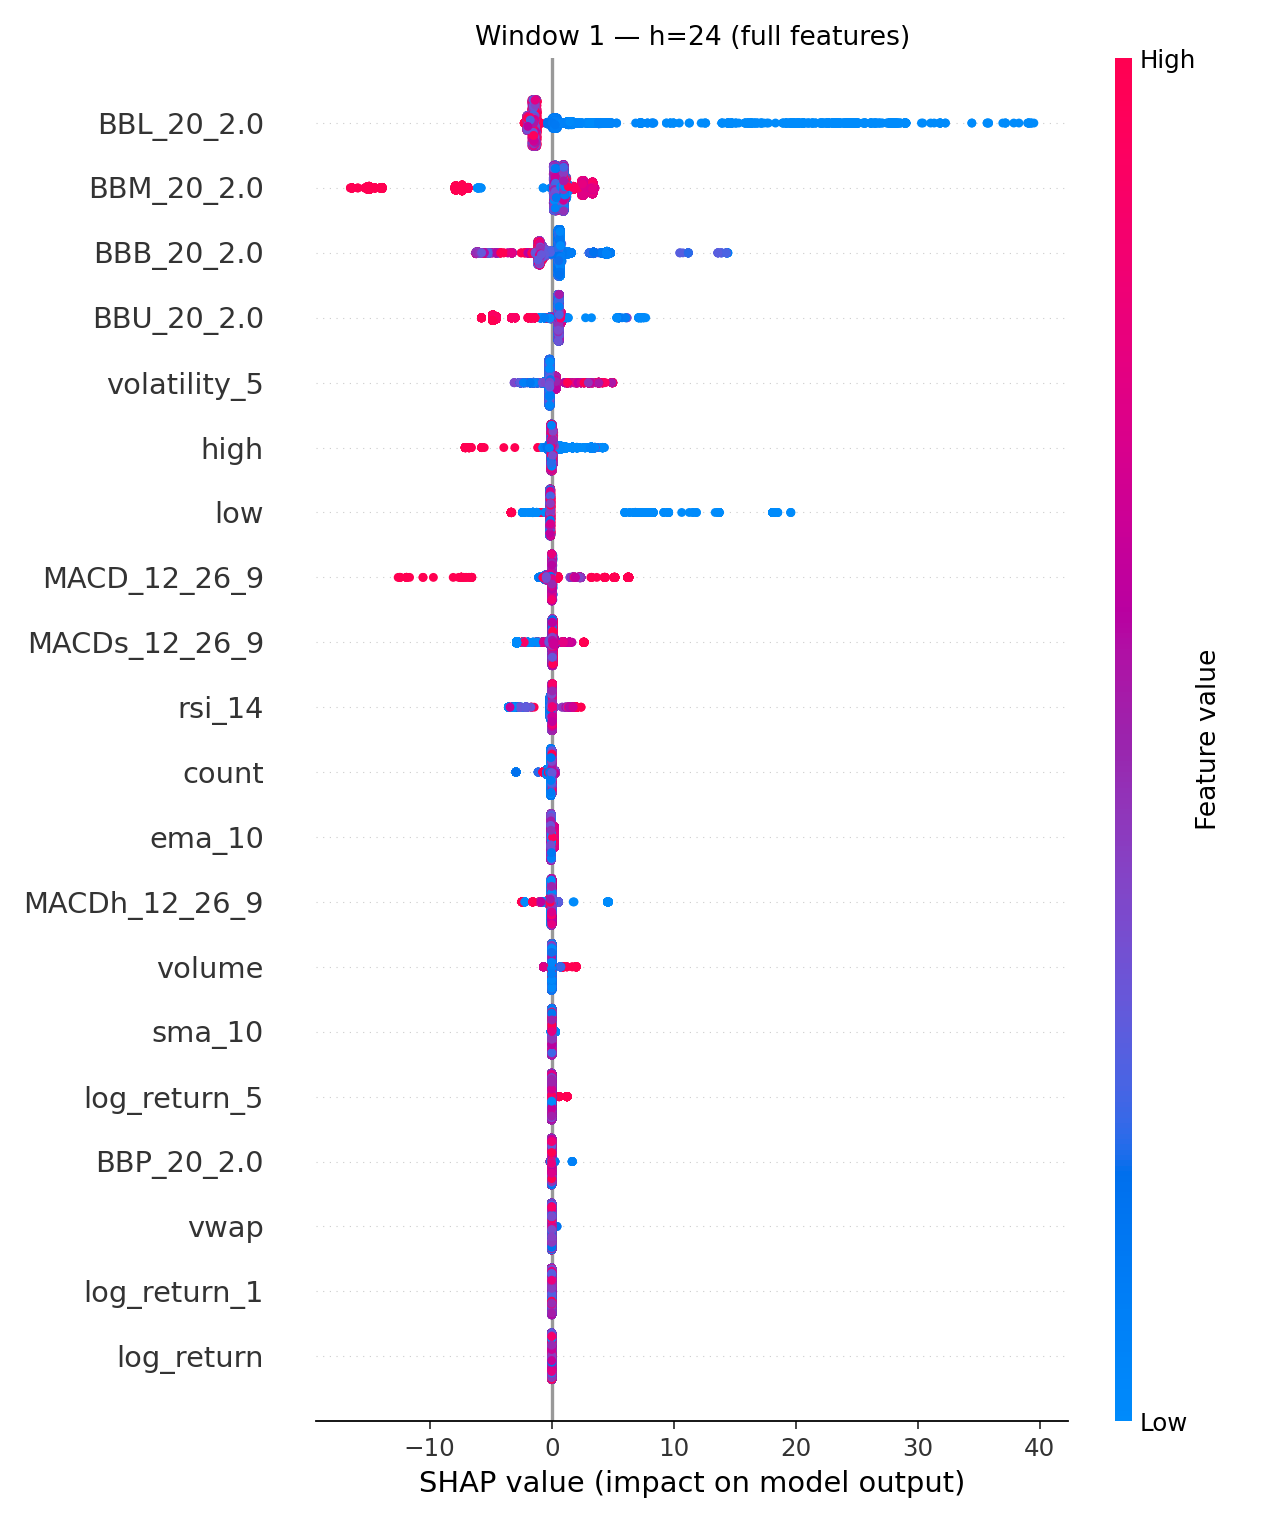 Window 1 — h=24 (full features)
High
BBL_20_2.0
BBM_20_2.0
BBB_20_2.0
BBU_20_2.0
volatility_5
high
low
MACD_12_26_9
MACDs_12_26_9
rsi_14
count
ema_10
MACDh_12_26_9
volume
sma_10
log_return_5
BBP_20_2.0
vwap
log_return_1
log_return
Feature value
Low
−10 0 10 20 30 40
SHAP value (impact on model output)